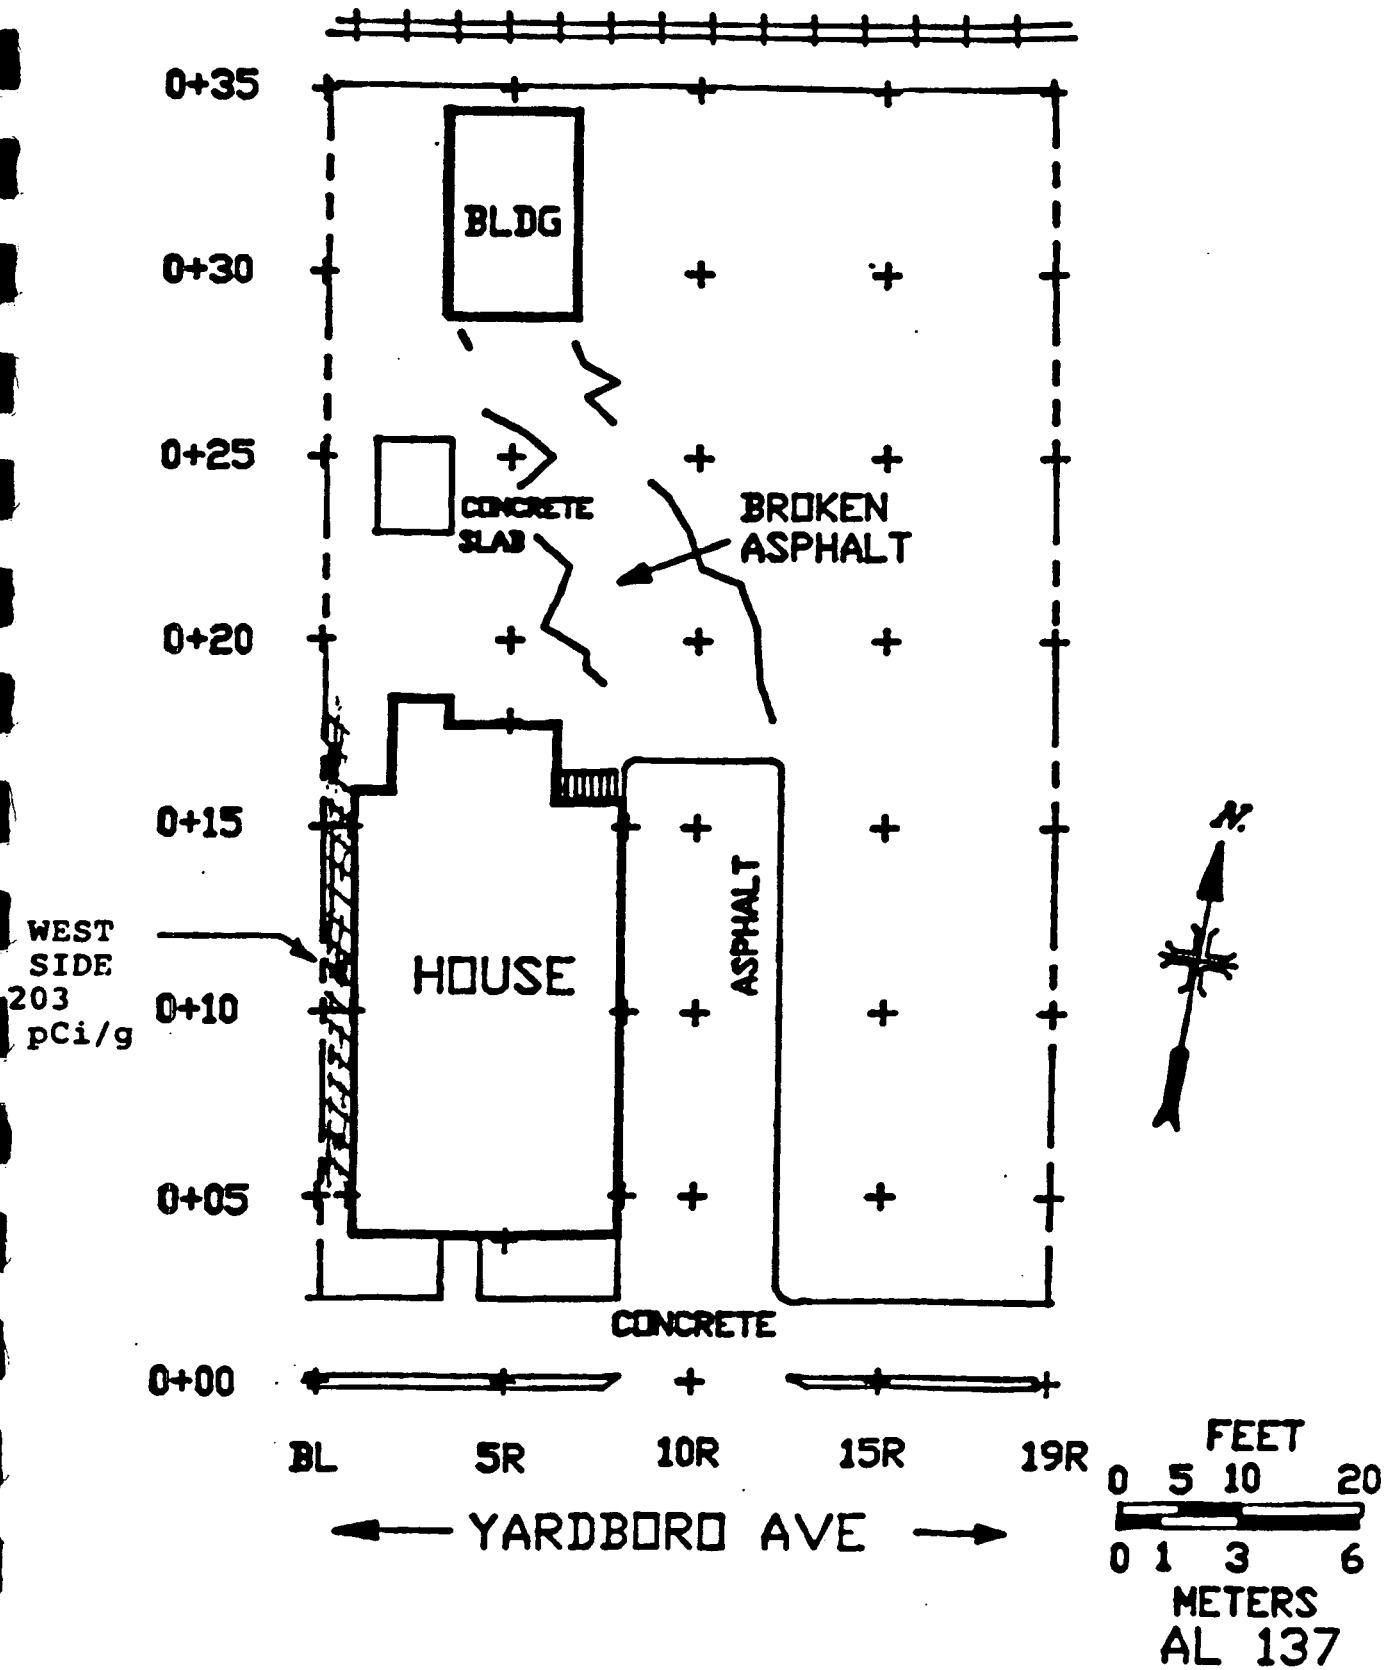 0+35
BLDG
0+30
0+25
CONCRETE
SLAB
BROKEN
ASPHALT
0+20
0+15
N.
ASPHALT
WEST
SIDE
203
pCi/g
HOUSE
0+10
0+05
CONCRETE
0+00
BL 5R 10R 15R 19R
YARDBORO AVE
FEET
0 5 10 20
0 1 3 6
METERS
AL 137